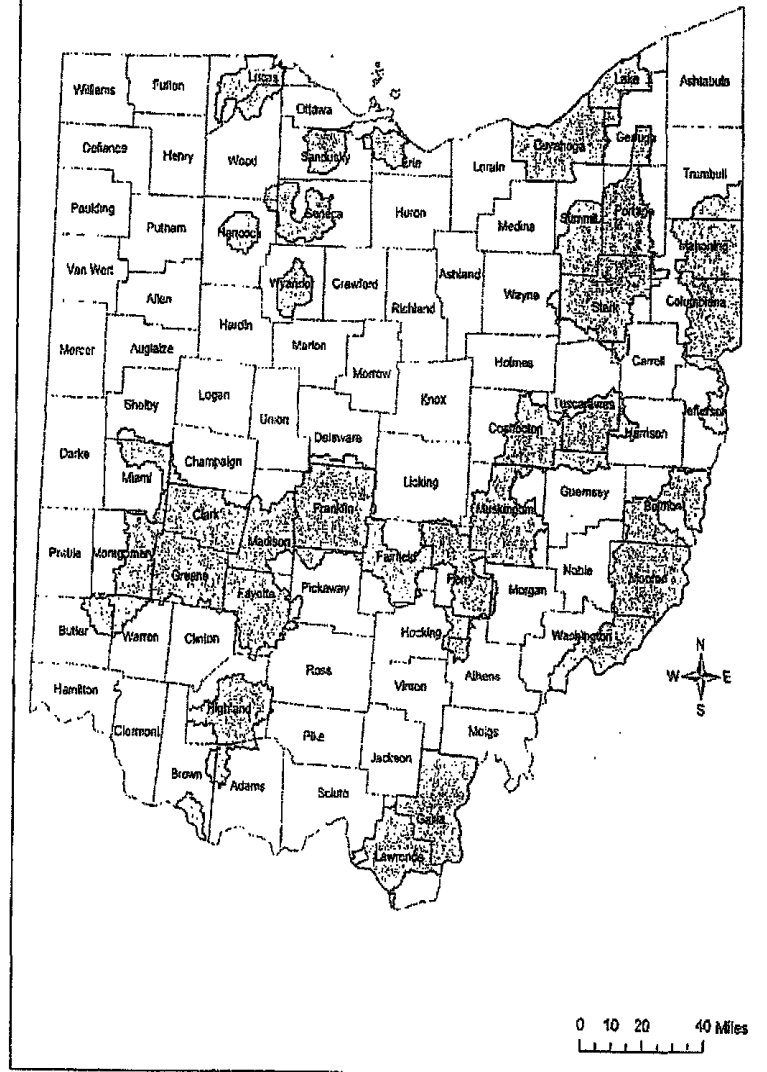 Williams Fulton Lucas Lake Ashtabula
Ottawa
Defiance Henry Wood Sandusky Erie Lorain Cuyahoga Geauga
Trumbull
Paulding Putnam Hancock Seneca Huron Medina Summit Portage
Mahoning
Van Wert Allen Wyandot Crawford Ashland Wayne Stark Columbiana
Richland
Hardin
Mercer Auglaize Marion Morrow Holmes Carroll
Shelby Logan Union Knox Coshocton Tuscarawas Jefferson
Harrison
Delaware
Darke Champaign
Miami Licking Guernsey
Clark Franklin Muskingum Belmont
Madison
Preble Montgomery Greene Fairfield Perry Noble Monroe
Fayette Pickaway Morgan
Butler Warren Clinton Hocking Washington
Ross
Hamilton Vinton Athens
Highland
Clermont Pike Meigs
Jackson
Brown Adams Scioto
Gallia
Lawrence
N
W E
S
0 10 20 40 Miles